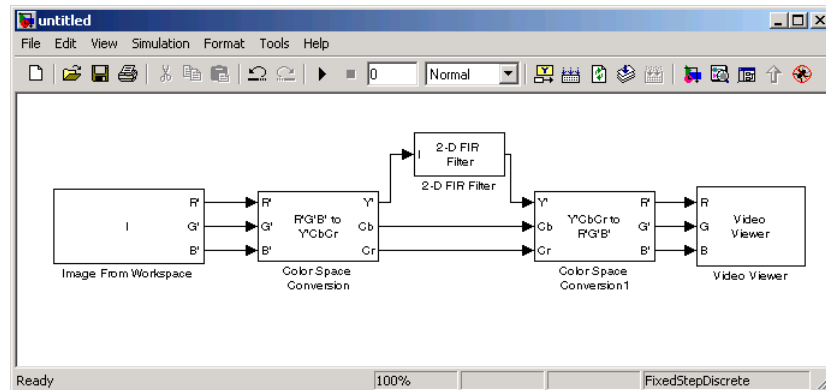 untitled
File Edit View Simulation Format Tools Help
0 Normal
2-D FIR
Filter
I
2-D FIR Filter
I
R'
G'
B'
Image From Workspace
R'
G'
B'
R'G'B' to
Y'CbCr
Y'
Cb
Cr
Color Space
Conversion
Y'
Cb
Cr
Y'CbCr to
R'G'B'
R'
G'
B'
Color Space
Conversion1
R
G
B
Video
Viewer
Video Viewer
Ready 100% FixedStepDiscrete